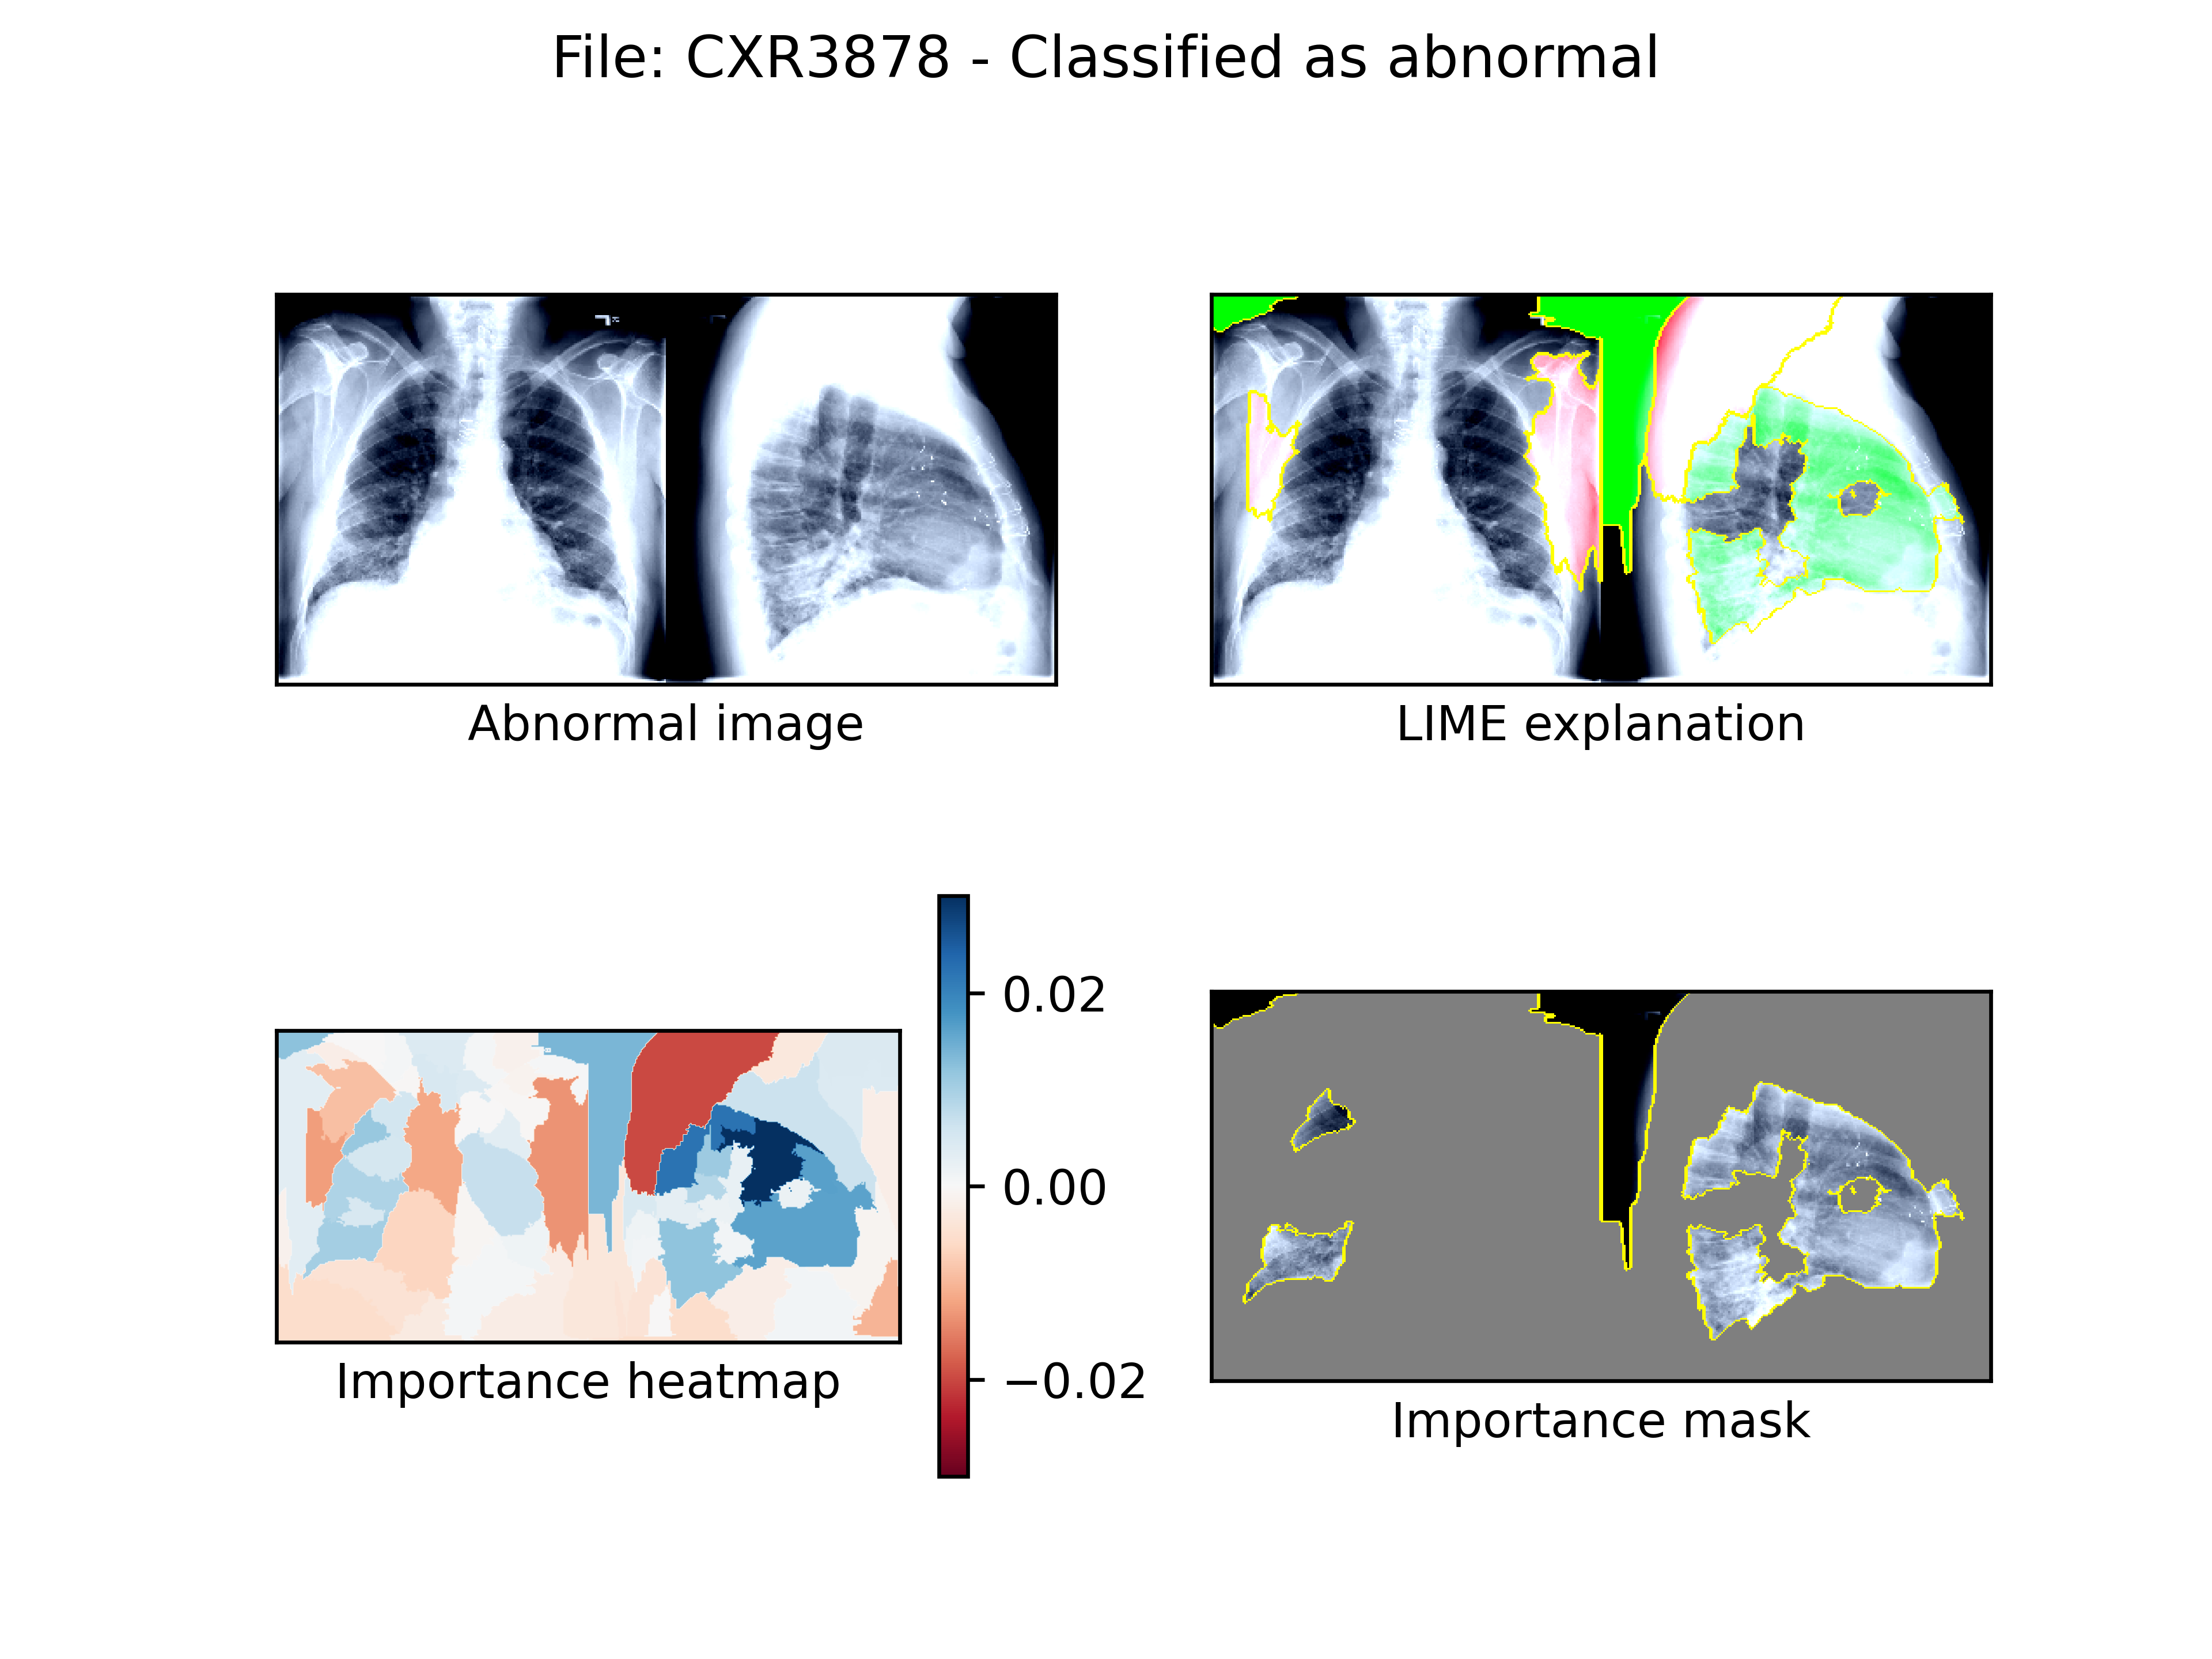 File: CXR3878 - Classified as abnormal
Abnormal image
LIME explanation
0.02
0.00
−0.02
Importance heatmap
Importance mask